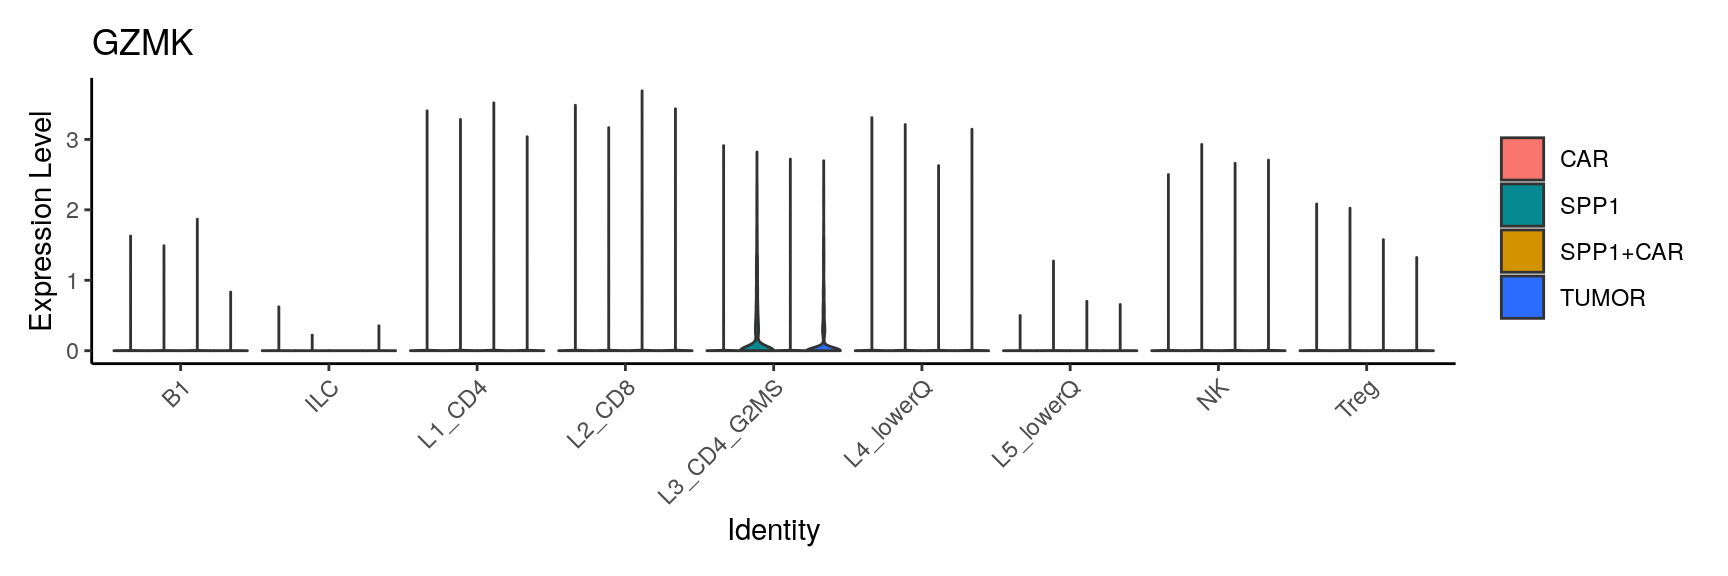 GZMK
Expression Level
3
2
1
0
B1
ILC
L1_CD4
L2_CD8
L3_CD4_G2MS
L4_lowerQ
L5_lowerQ
NK
Treg
Identity
CAR
SPP1
SPP1+CAR
TUMOR